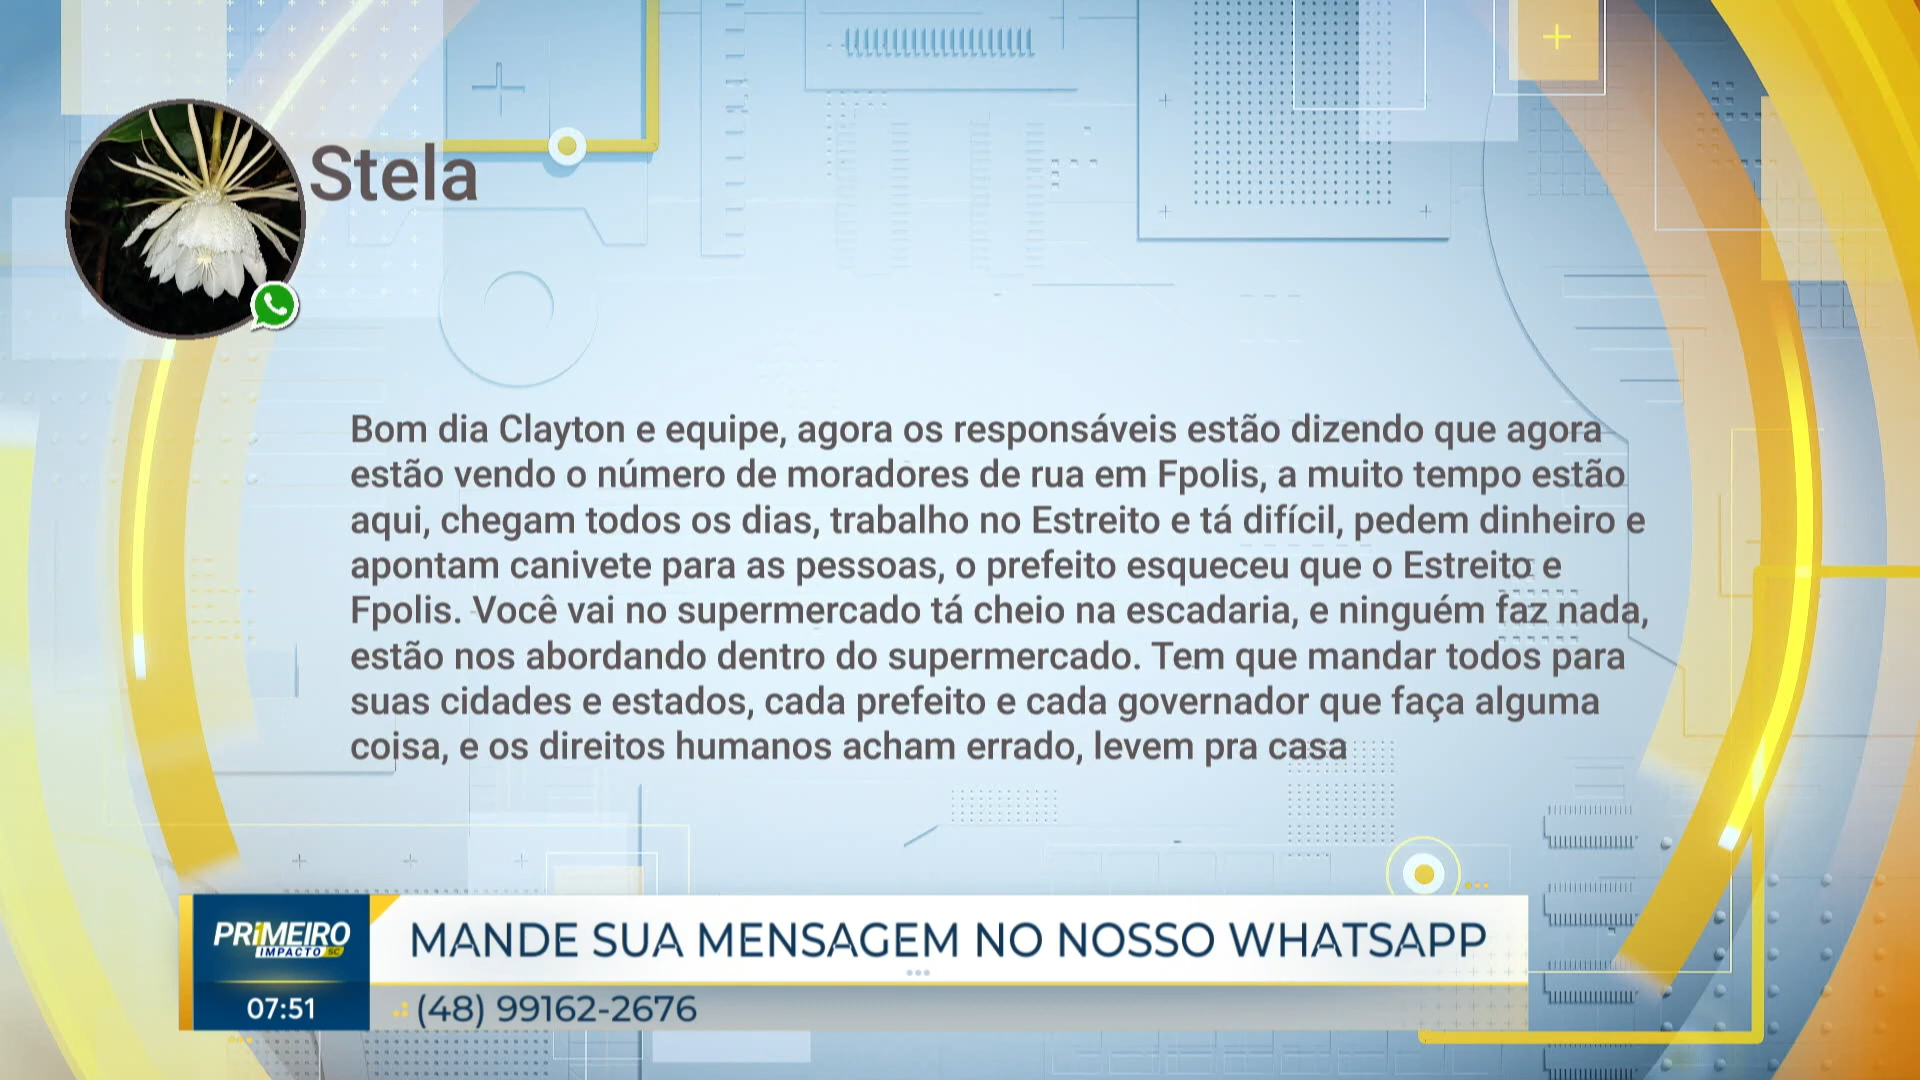 Stela
Bom dia Clayton e equipe, agora os responsáveis estão dizendo que agora
estão vendo o número de moradores de rua em Fpolis, a muito tempo estão
aqui, chegam todos os dias, trabalho no Estreito e tá difícil, pedem dinheiro e
apontam canivete para as pessoas, o prefeito esqueceu que o Estreito e
Fpolis. Você vai no supermercado tá cheio na escadaria, e ninguém faz nada,
estão nos abordando dentro do supermercado. Tem que mandar todos para
suas cidades e estados, cada prefeito e cada governador que faça alguma
coisa, e os direitos humanos acham errado, levem pra casa
PRiMEIRO
IMPACTO SC
MANDE SUA MENSAGEM NO NOSSO WHATSAPP
07:51
(48) 99162-2676